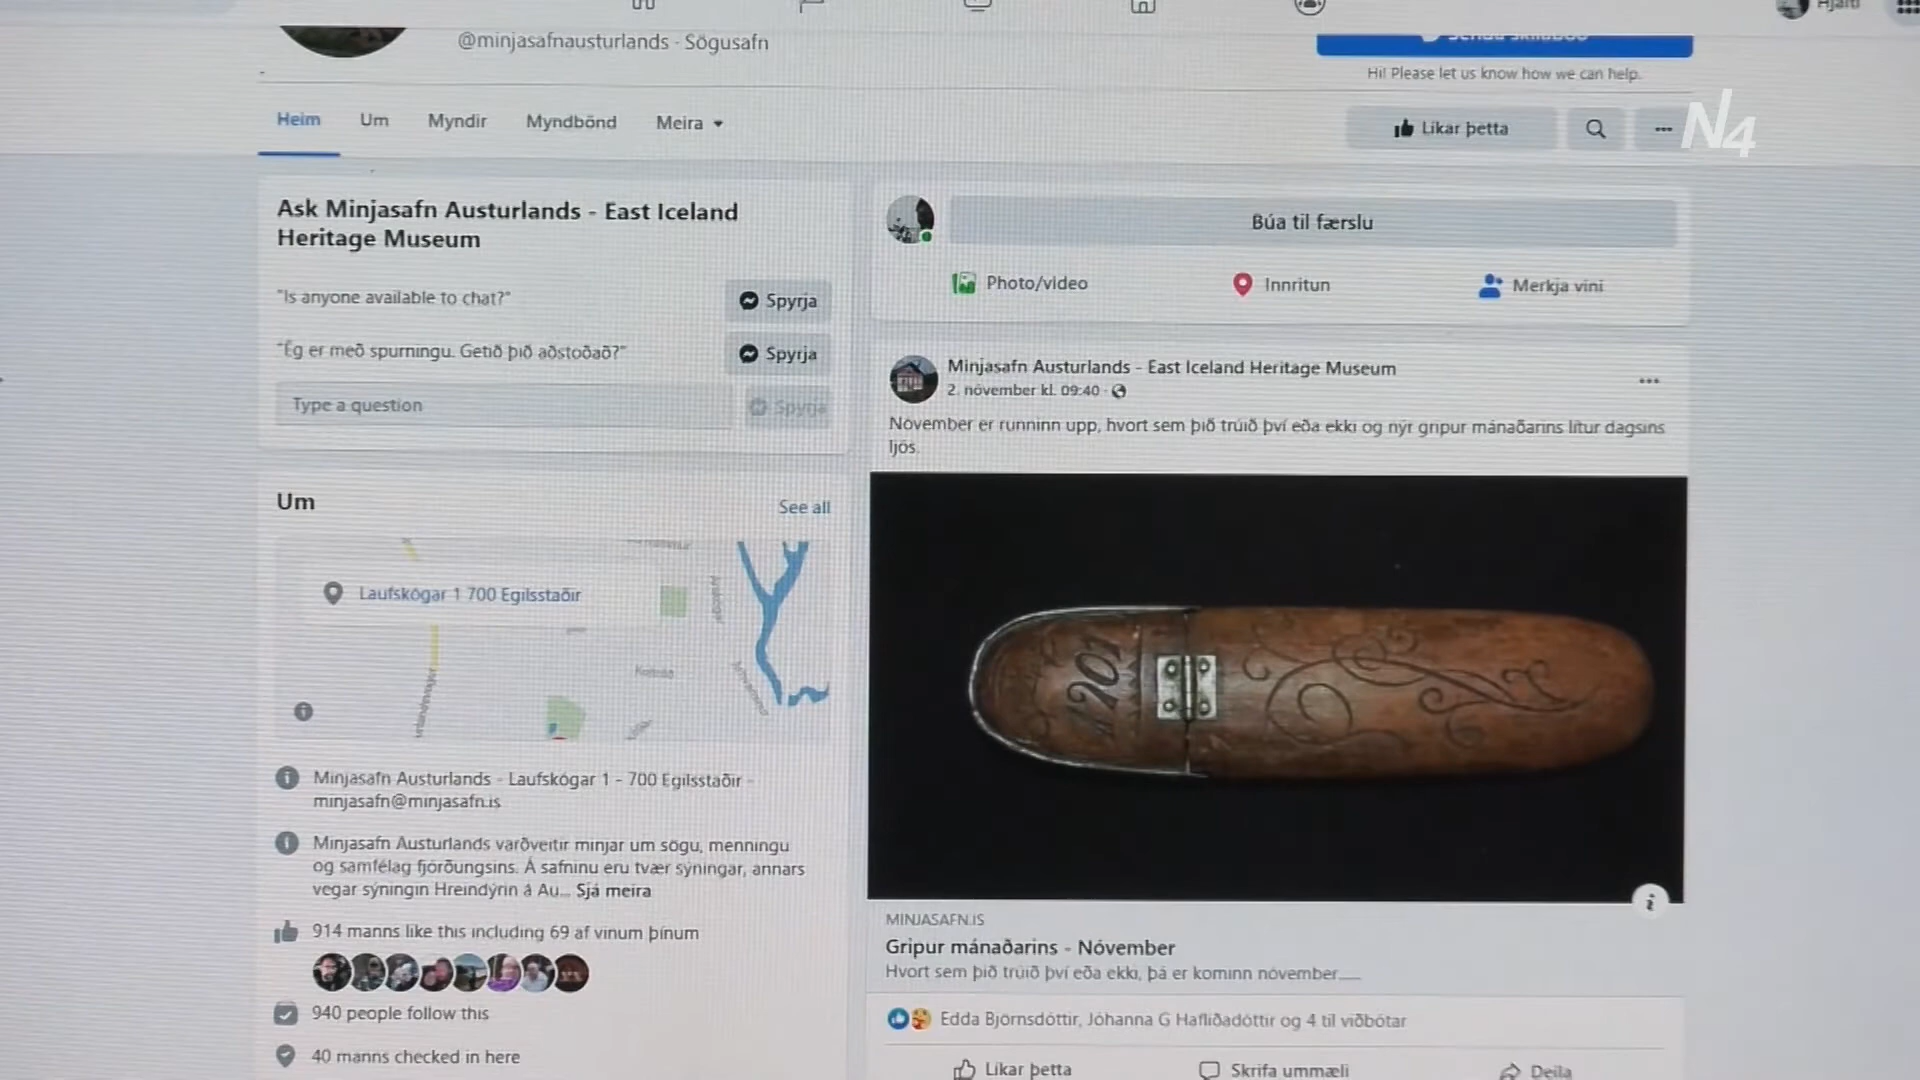 @minjasafnausturlands · Sögusafn
Hjalti
Hi! Please let us know how we can help.
Heim
Um
Myndir
Myndbönd
Meira
Líkar þetta
N4
Ask Minjasafn Austurlands - East Iceland
Heritage Museum
"Is anyone available to chat?"
Spyrja
"Ég er með spurningu. Getið þið aðstoðað?"
Spyrja
Type a question
Spyrja
Um
See all
Laufskógar 1 700 Egilsstaðir
Minjasafn Austurlands - Laufskógar 1 - 700 Egilsstaðir -
minjasafn@minjasafn.is
Minjasafn Austurlands varðveitir minjar um sögu, menningu
og samfélag fjórðungsins. Á safninu eru tvær sýningar, annars
vegar sýningin Hreindýrin á Au... Sjá meira
914 manns like this including 69 af vinum þínum
940 people follow this
40 manns checked in here
Búa til færslu
Photo/video
Innritun
Merkja vini
Minjasafn Austurlands - East Iceland Heritage Museum
2. nóvember kl. 09:40 ·
Nóvember er runninn upp, hvort sem þið trúið því eða ekki og nýr gripur mánaðarins lítur dagsins
ljós.
MINJASAFN.IS
Gripur mánaðarins - Nóvember
Hvort sem þið trúið því eða ekki, þá er kominn nóvember.....
Edda Björnsdóttir, Jóhanna G Hafliðadóttir og 4 til viðbótar
Líkar þetta
Skrifa ummæli
Deila